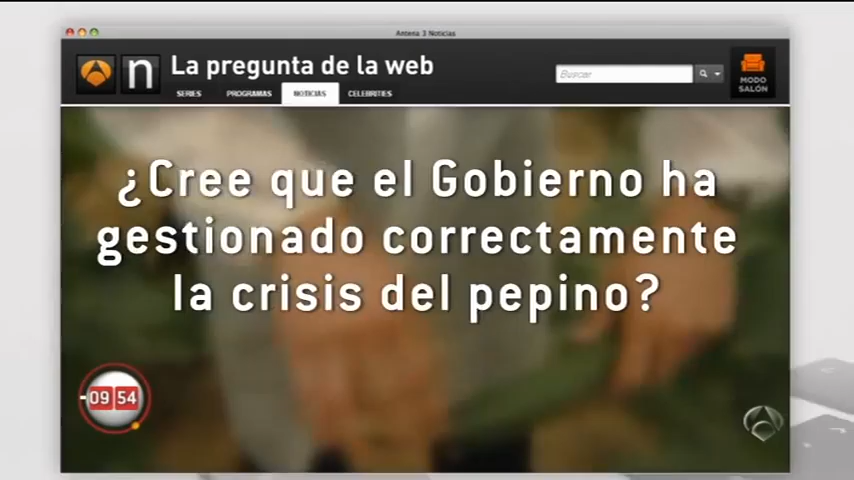 Antena 3 Noticias
n
La pregunta de la web
SERIES PROGRAMAS NOTICIAS CELEBRITIES
Buscar
MODO
SALÓN
¿Cree que el Gobierno ha
gestionado correctamente
la crisis del pepino?
09 54